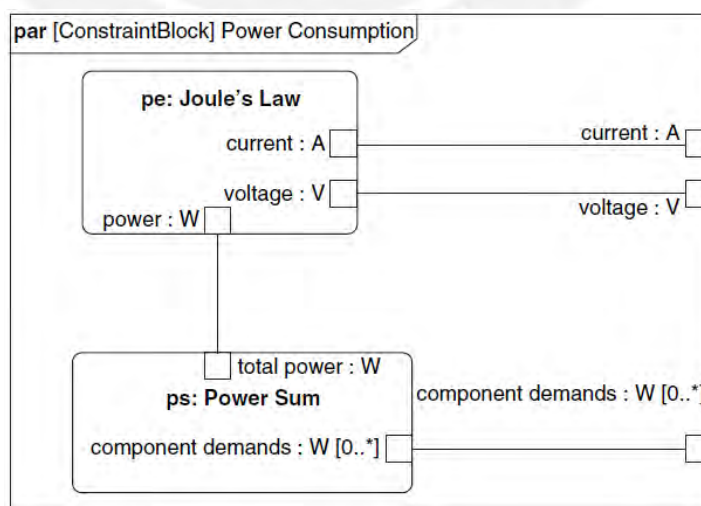 par [ConstraintBlock] Power Consumption
pe: Joule's Law
current : A
current : A
voltage : V
voltage : V
power : W
total power : W
ps: Power Sum
component demands : W [0..*]
component demands : W [0..*]